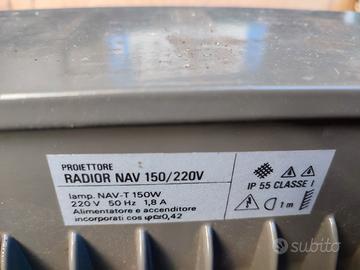 PROIETTORE
RADIOR NAV 150/220V
lamp. NAV-T 150W
220 V 50 Hz 1,8 A
Alimentatore e accenditore
incorporati cos φ≅0,42
IP 55 CLASSE I
1 m
subito